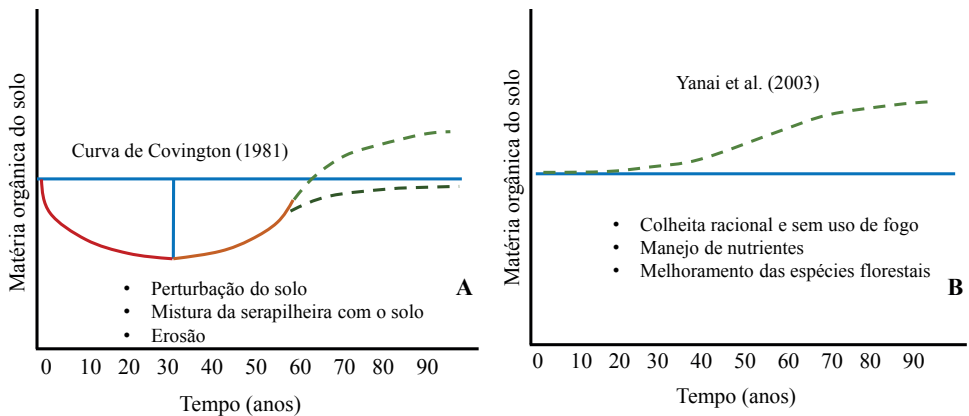 Matéria orgânica do solo
Curva de Covington (1981)
• Perturbação do solo
• Mistura da serapilheira com o solo
• Erosão
A
0 10 20 30 40 50 60 70 80 90
Tempo (anos)
Matéria orgânica do solo
Yanai et al. (2003)
• Colheita racional e sem uso de fogo
• Manejo de nutrientes
• Melhoramento das espécies florestais
B
0 10 20 30 40 50 60 70 80 90
Tempo (anos)